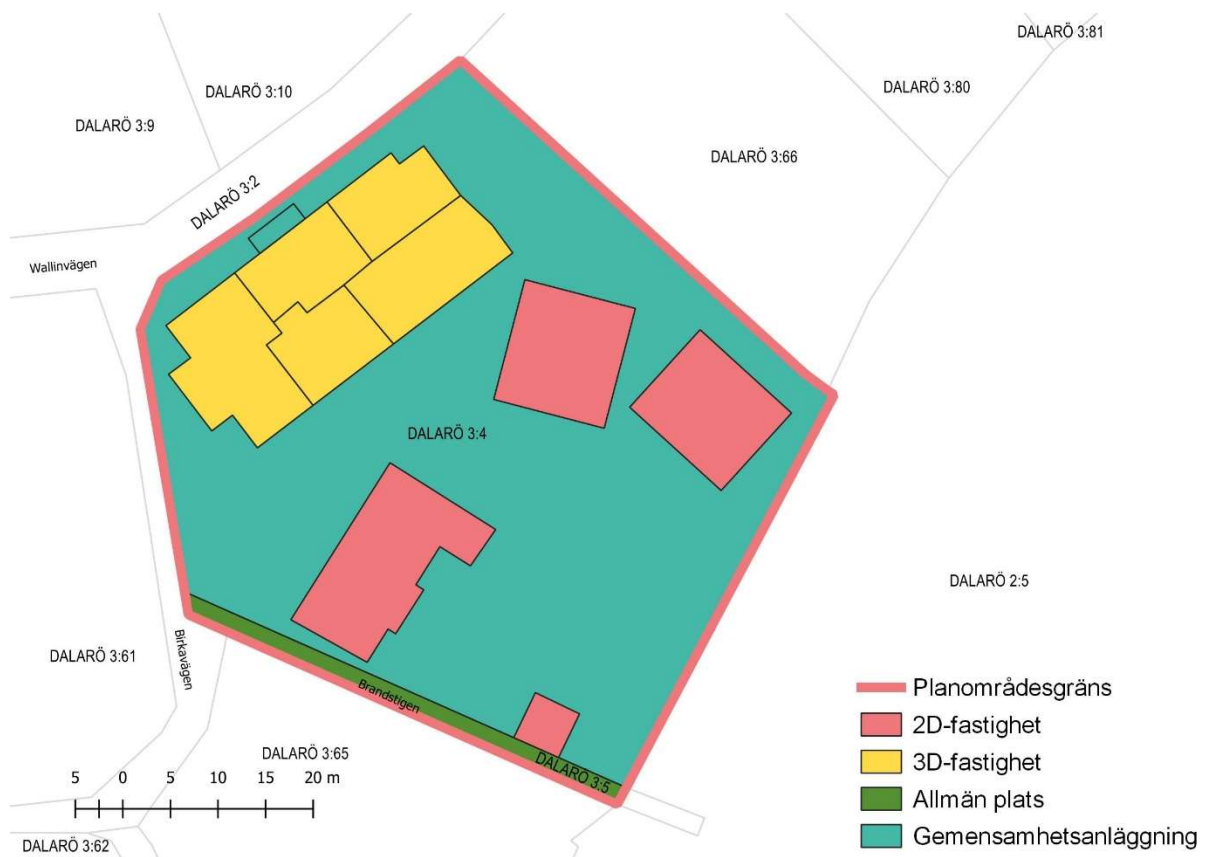 DALARÖ 3:81
DALARÖ 3:80
DALARÖ 3:10
DALARÖ 3:9
DALARÖ 3:66
DALARÖ 3:2
Wallinvägen
DALARÖ 3:4
DALARÖ 2:5
Birkavägen
DALARÖ 3:61
Brandstigen
DALARÖ 3:65
DALARÖ 3:5
5 0 5 10 15 20 m
DALARÖ 3:62
Planområdesgräns
2D-fastighet
3D-fastighet
Allmän plats
Gemensamhetsanläggning